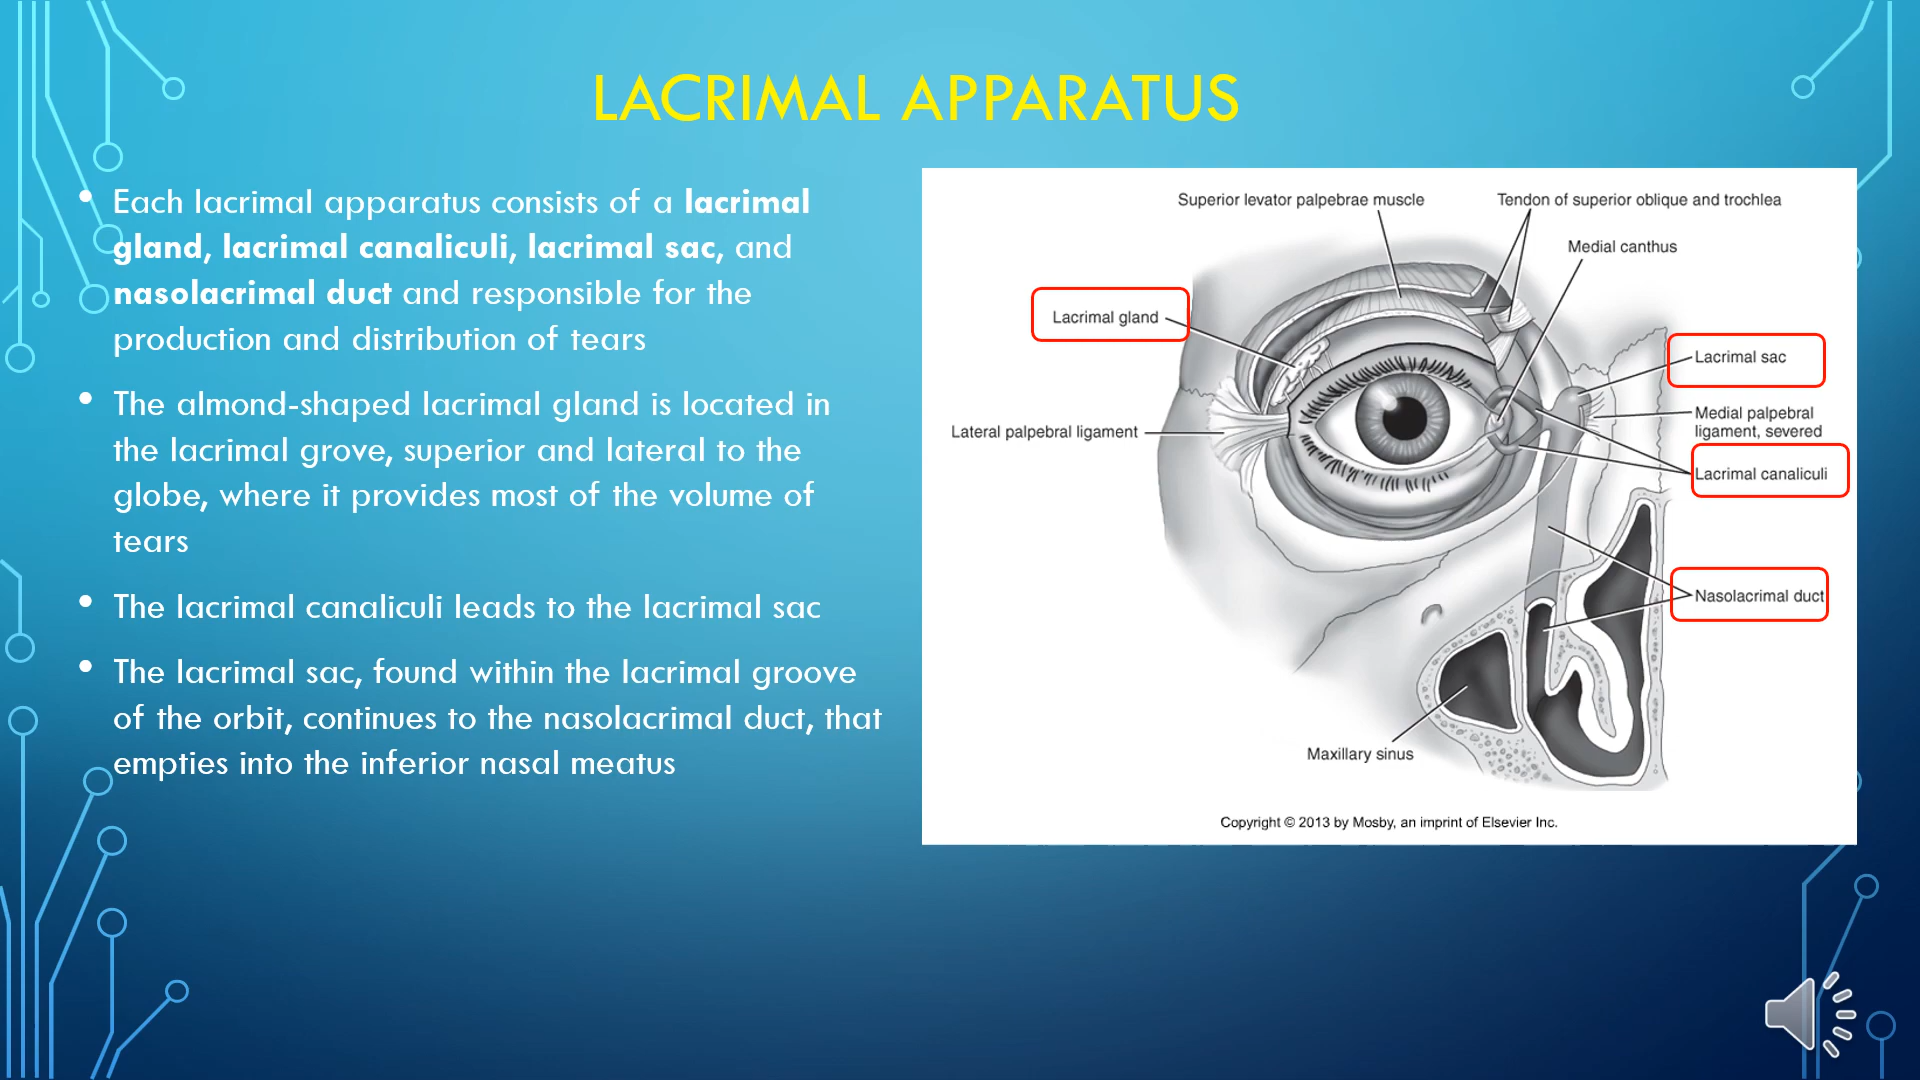 LACRIMAL APPARATUS
• Each lacrimal apparatus consists of a lacrimal
gland, lacrimal canaliculi, lacrimal sac, and
nasolacrimal duct and responsible for the
production and distribution of tears
• The almond-shaped lacrimal gland is located in
the lacrimal grove, superior and lateral to the
globe, where it provides most of the volume of
tears
• The lacrimal canaliculi leads to the lacrimal sac
• The lacrimal sac, found within the lacrimal groove
of the orbit, continues to the nasolacrimal duct, that
empties into the inferior nasal meatus
Superior levator palpebrae muscle
Tendon of superior oblique and trochlea
Medial canthus
Lacrimal gland
Lacrimal sac
Medial palpebral
ligament, severed
Lateral palpebral ligament
Lacrimal canaliculi
Nasolacrimal duct
Maxillary sinus
Copyright © 2013 by Mosby, an imprint of Elsevier Inc.